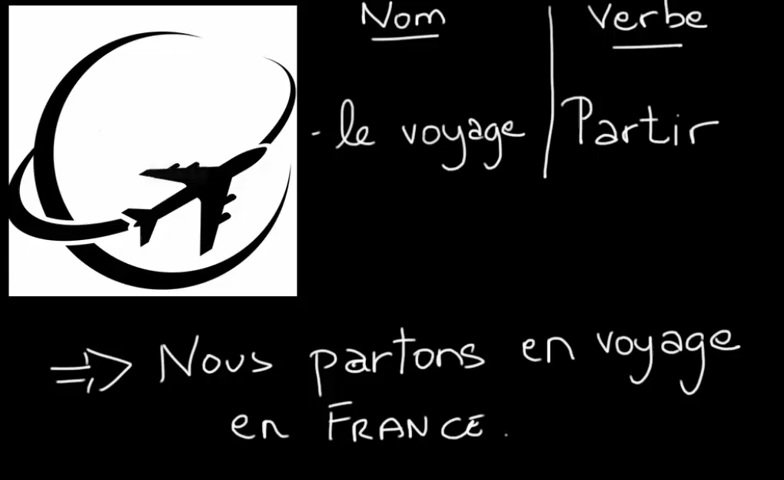 Nom Verbe
- le voyage Partir
⇒ Nous partons en voyage
en FRANCE.